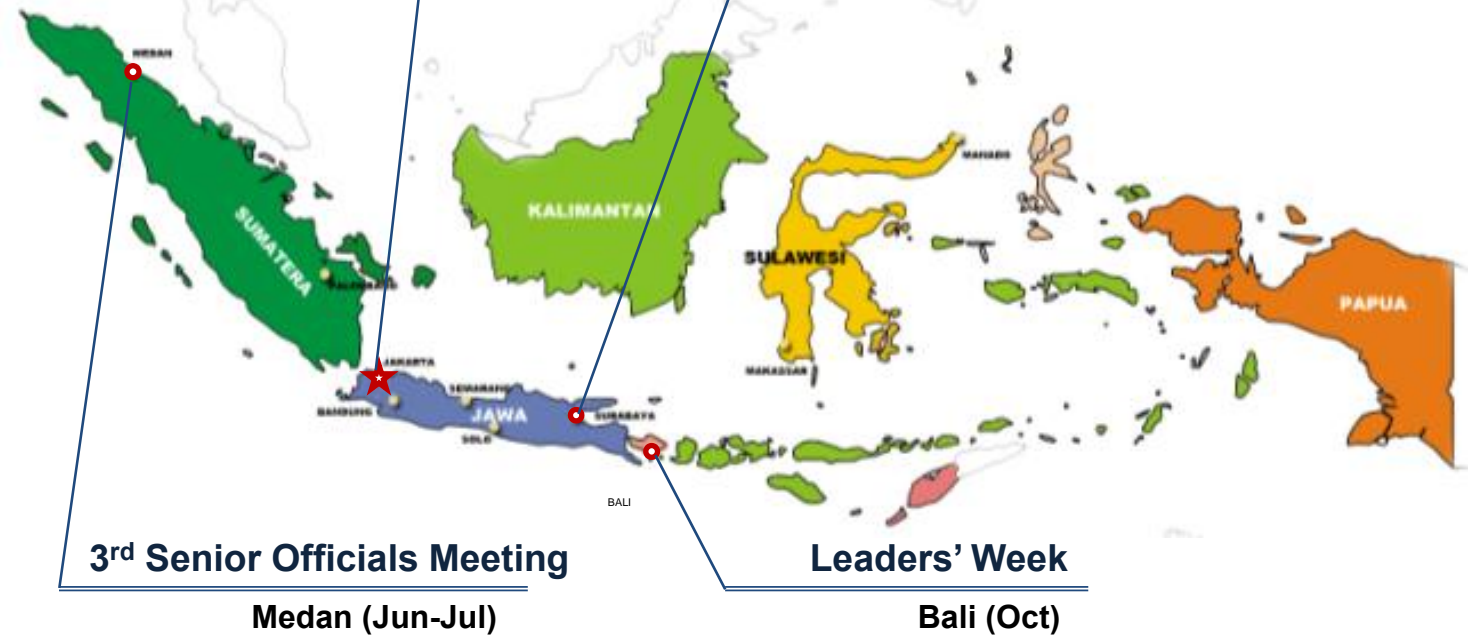 MEDAN
MANADO
KALIMANTAN
SUMATERA
SULAWESI
PALEMBANG
PAPUA
JAKARTA
MAKASSAR
SEMARANG
BANDUNG
JAWA
SURABAYA
SOLO
BALI
3rd Senior Officials Meeting
Leaders’ Week
Medan (Jun-Jul)
Bali (Oct)